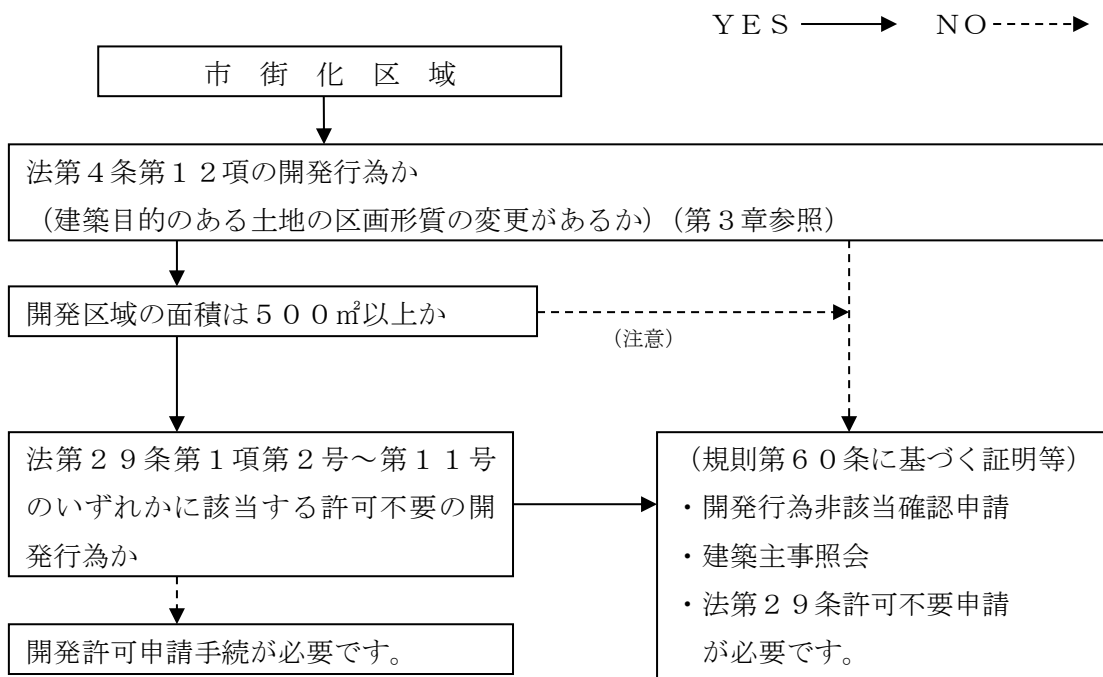 ＹＥＳ　ＮＯ
市　街　化　区　域
法第４条第１２項の開発行為か
（建築目的のある土地の区画形質の変更があるか）（第３章参照）
開発区域の面積は５００㎡以上か
（注意）
法第２９条第１項第２号～第１１号
のいずれかに該当する許可不要の開
発行為か
（規則第６０条に基づく証明等）
・開発行為非該当確認申請
・建築主事照会
・法第２９条許可不要申請
が必要です。
開発許可申請手続が必要です。